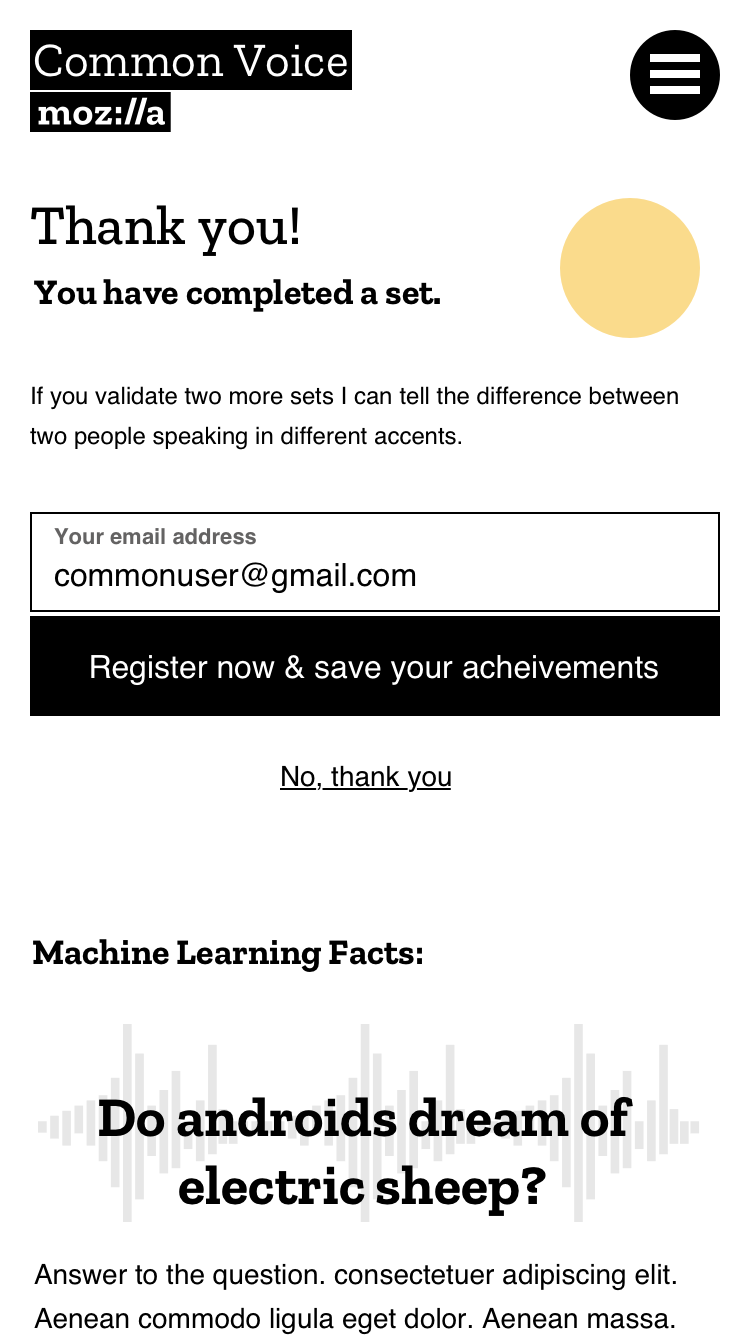 Common Voice
moz://a
Thank you!
You have completed a set.
If you validate two more sets I can tell the difference between
two people speaking in different accents.
Your email address
commonuser@gmail.com
Register now & save your acheivements
No, thank you
Machine Learning Facts:
Do androids dream of
electric sheep?
Answer to the question. consectetuer adipiscing elit.
Aenean commodo ligula eget dolor. Aenean massa.